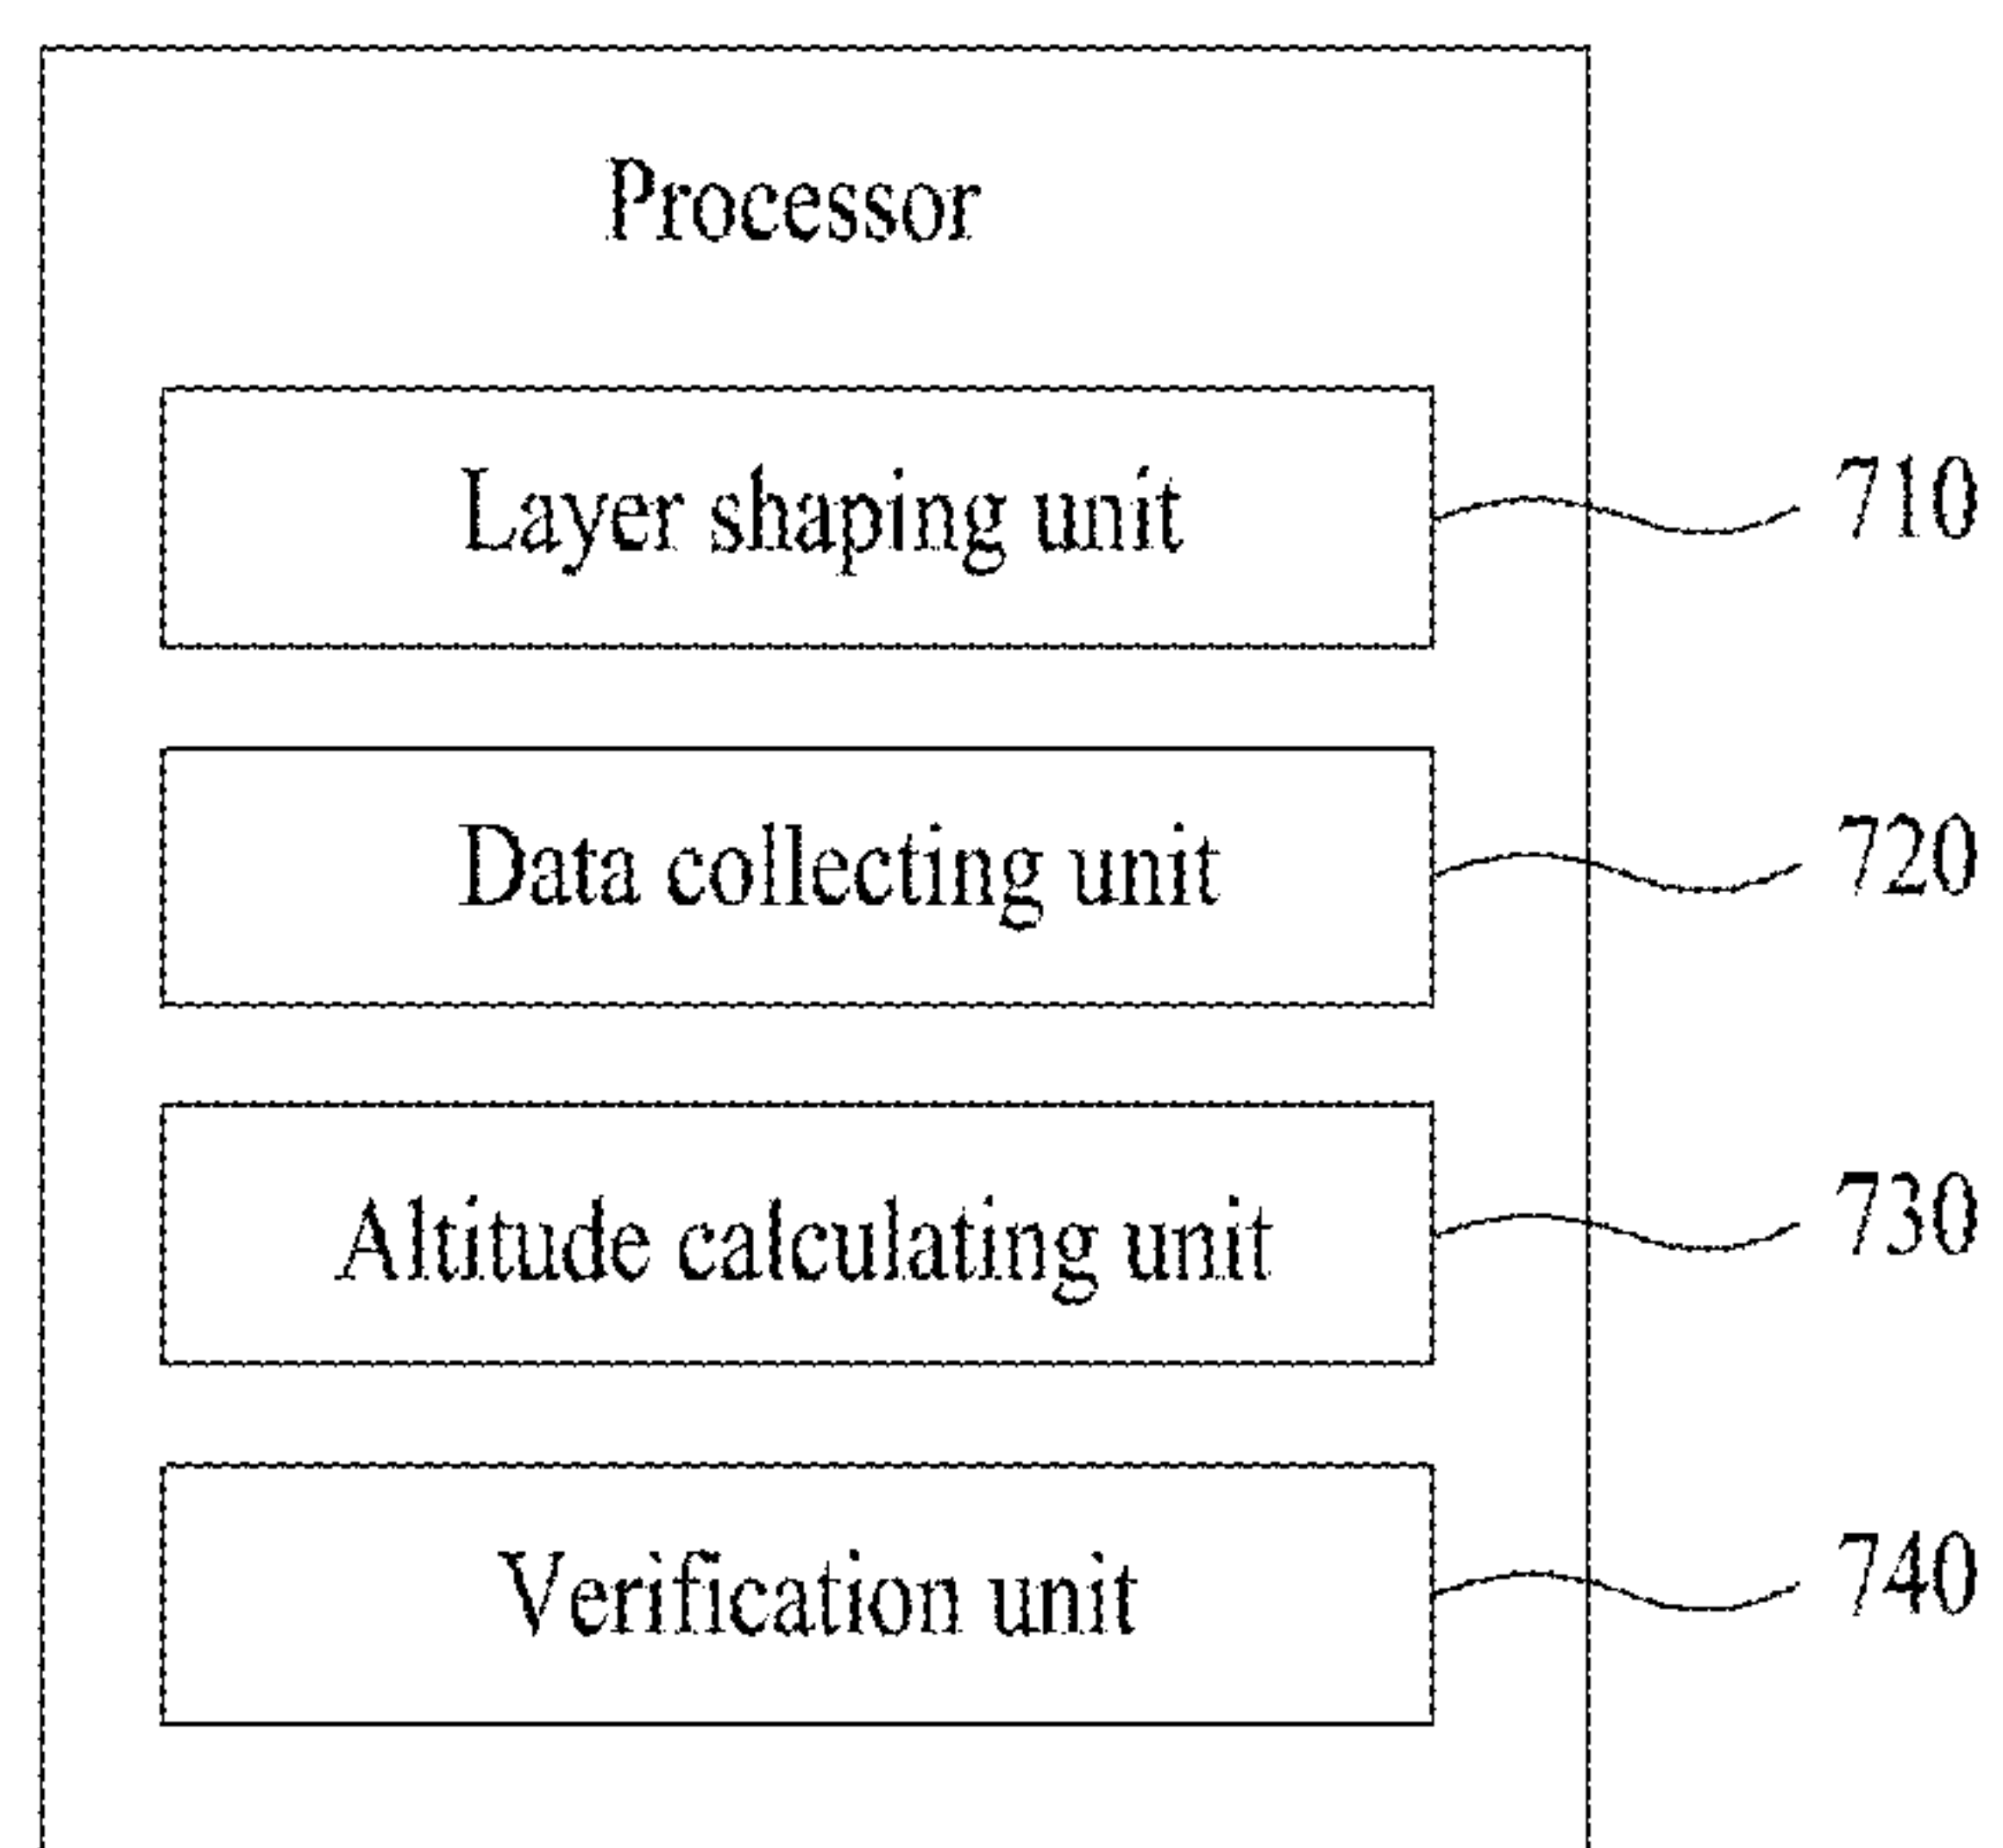 Processor
Layer shaping unit
710
Data collecting unit
720
Altitude calculating unit
730
Verification unit
740